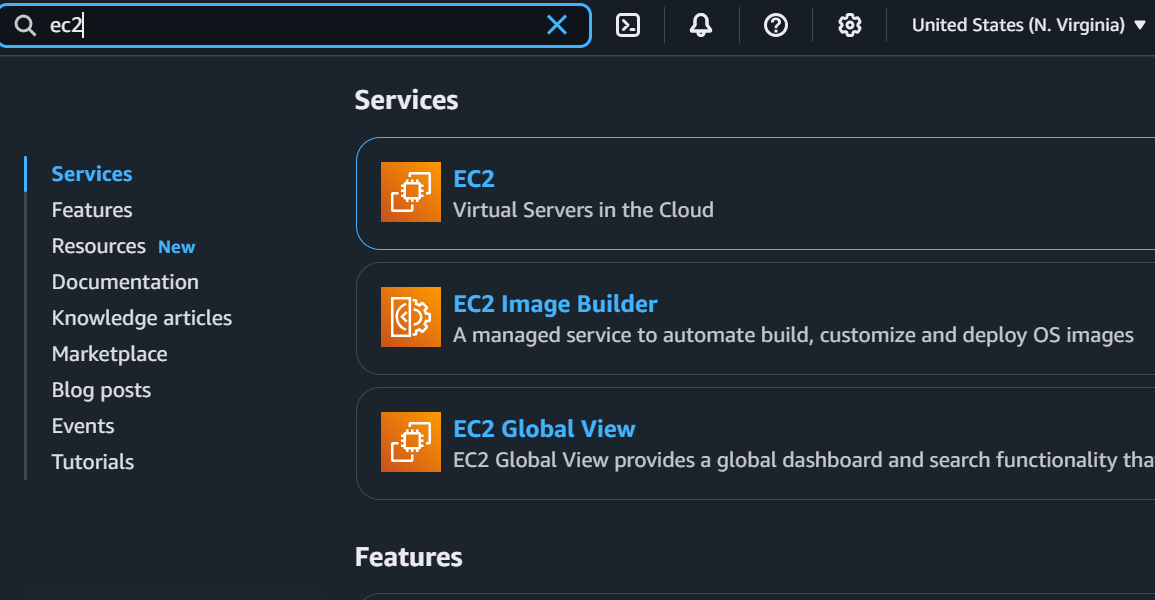 ec2
United States (N. Virginia)
Services
Features
Resources New
Documentation
Knowledge articles
Marketplace
Blog posts
Events
Tutorials
Services
EC2
Virtual Servers in the Cloud
EC2 Image Builder
A managed service to automate build, customize and deploy OS images
EC2 Global View
EC2 Global View provides a global dashboard and search functionality
Features